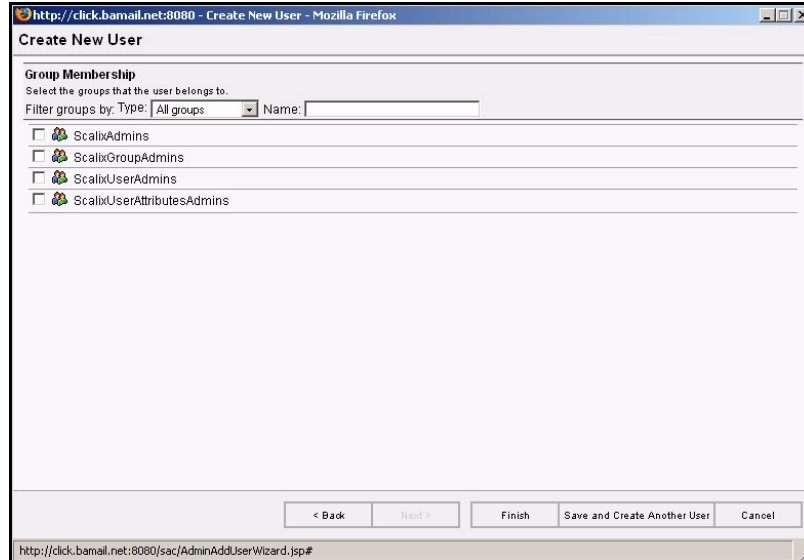 http://click.bamail.net:8080 - Create New User - Mozilla Firefox
Create New User
Group Membership
Select the groups that the user belongs to.
Filter groups by: Type: All groups Name:
ScalixAdmins
ScalixGroupAdmins
ScalixUserAdmins
ScalixUserAttributesAdmins
< Back Next > Finish Save and Create Another User Cancel
http://click.bamail.net:8080/sac/AdminAddUserWizard.jsp#